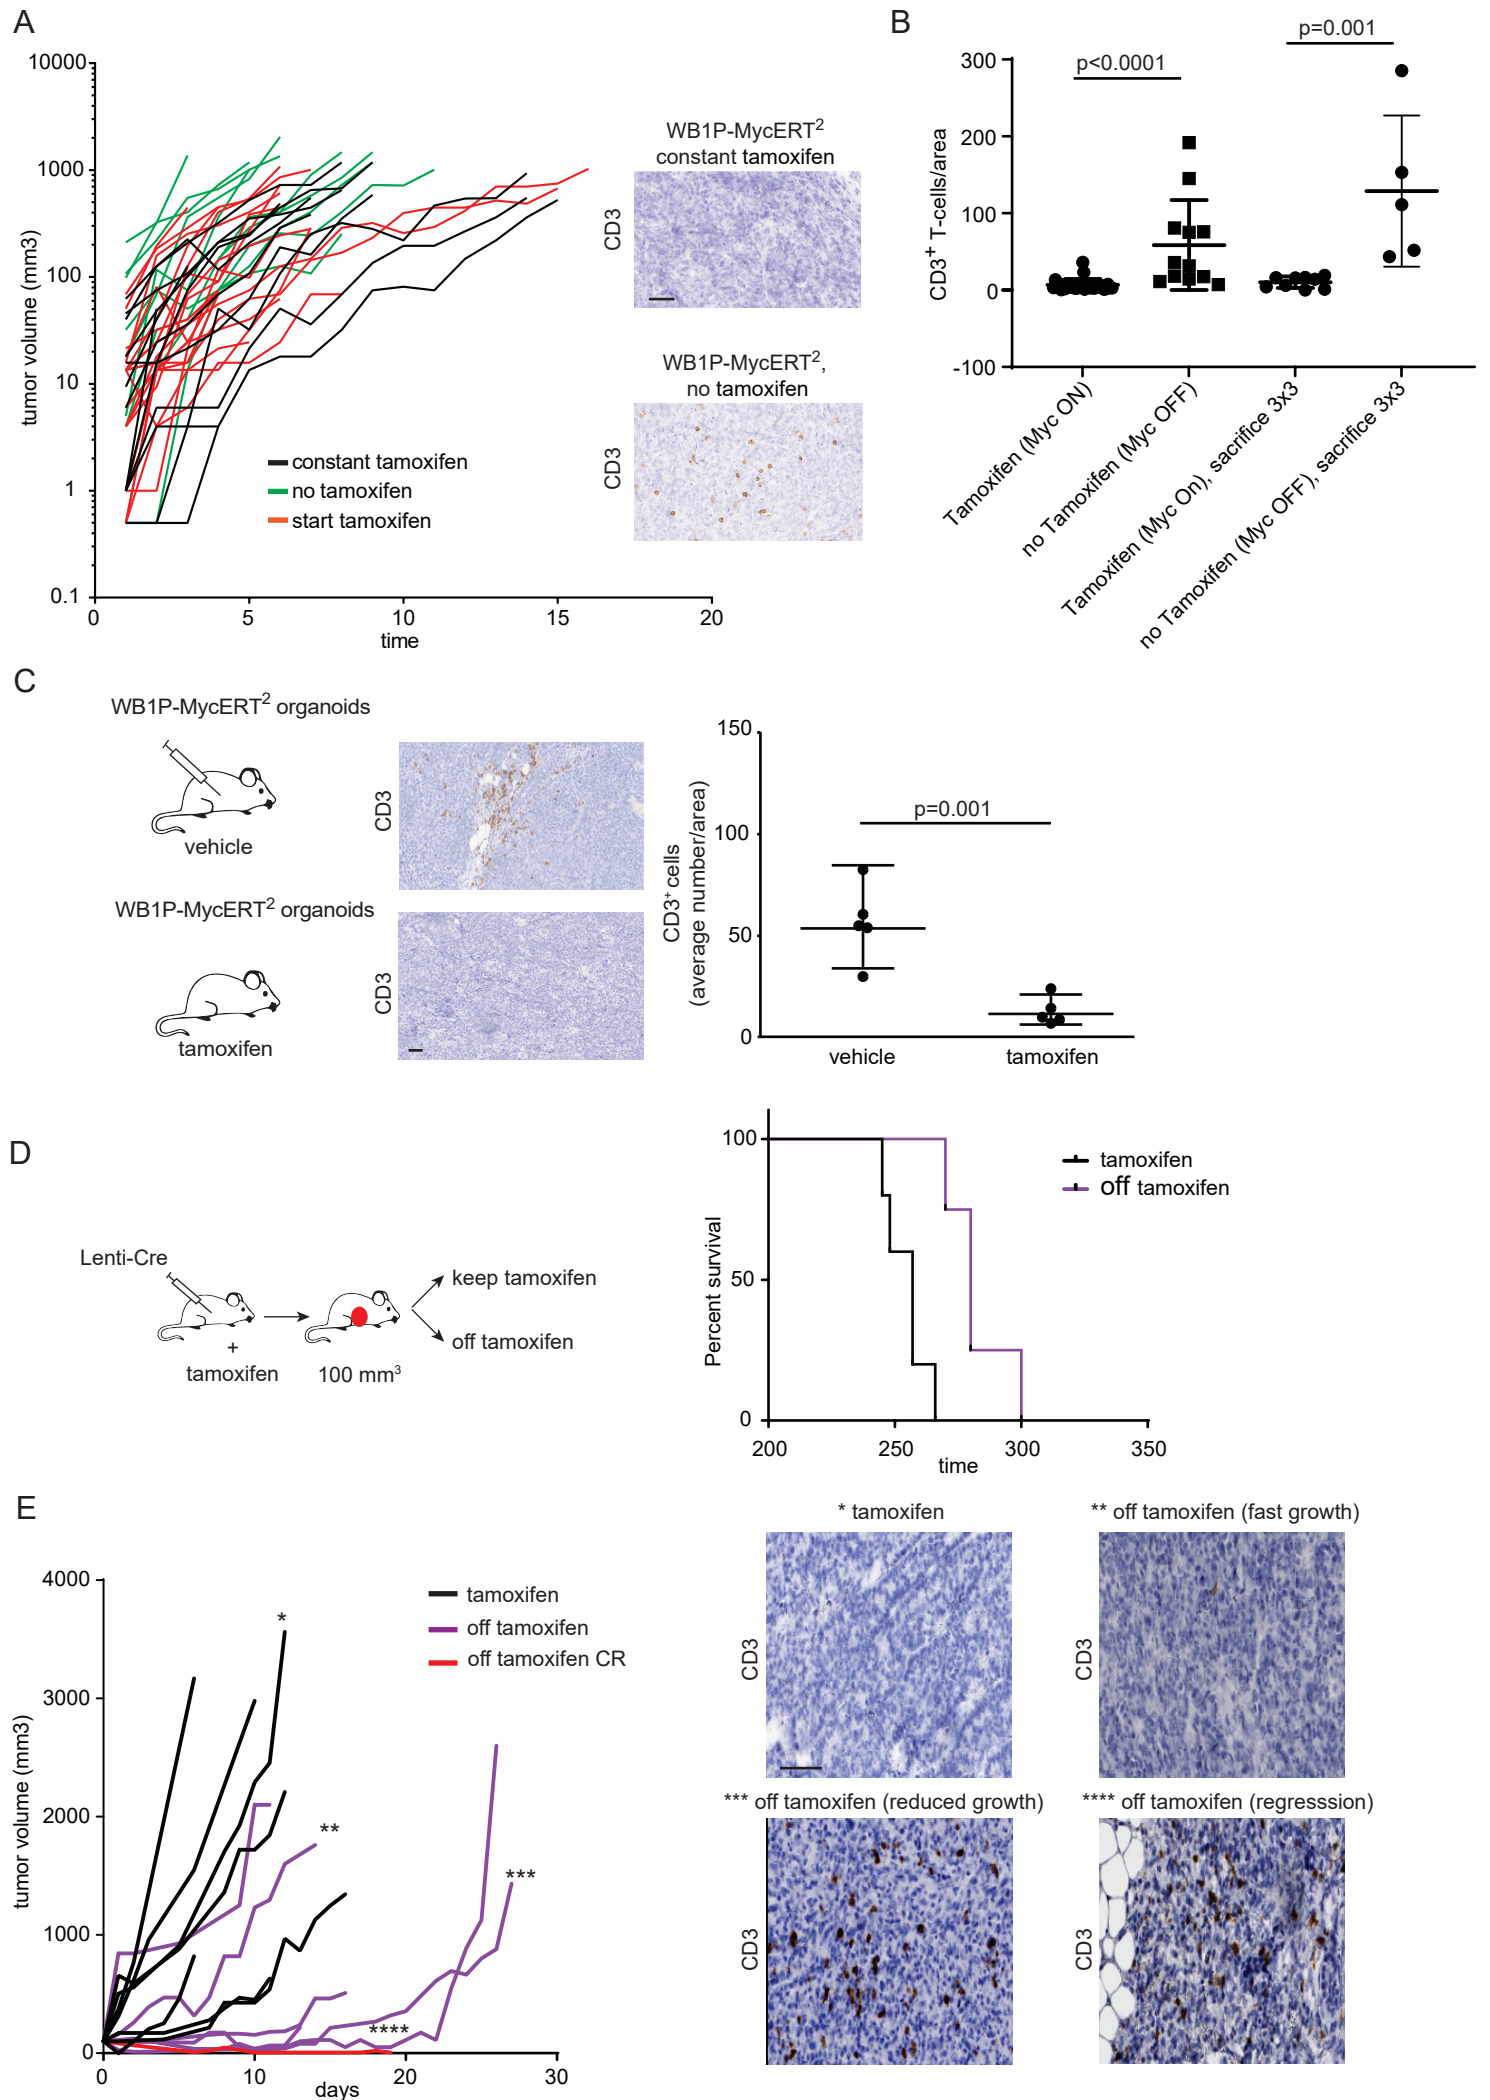 A
tumor volume (mm3)
10000
1000
100
10
1
0.1
0
5
10
15
20
time
constant tamoxifen
no tamoxifen
start tamoxifen
WB1P-MycERT²
constant tamoxifen
CD3
WB1P-MycERT²,
no tamoxifen
CD3
B
CD3⁺ T-cells/area
300
200
100
0
-100
p<0.0001
p=0.001
Tamoxifen (Myc ON)
no Tamoxifen (Myc OFF)
Tamoxifen (Myc On), sacrifice 3x3
no Tamoxifen (Myc OFF), sacrifice 3x3
C
WB1P-MycERT² organoids
vehicle
CD3
WB1P-MycERT² organoids
tamoxifen
CD3
CD3⁺ cells
(average number/area)
150
100
50
0
p=0.001
vehicle
tamoxifen
D
Lenti-Cre
+
tamoxifen
100 mm³
keep tamoxifen
off tamoxifen
Percent survival
100
50
0
200
250
300
350
time
tamoxifen
off tamoxifen
E
tumor volume (mm3)
4000
3000
2000
1000
0
0
10
20
30
days
tamoxifen
off tamoxifen
off tamoxifen CR
*
**
***
****
* tamoxifen
CD3
** off tamoxifen (fast growth)
CD3
*** off tamoxifen (reduced growth)
CD3
**** off tamoxifen (regresssion)
CD3